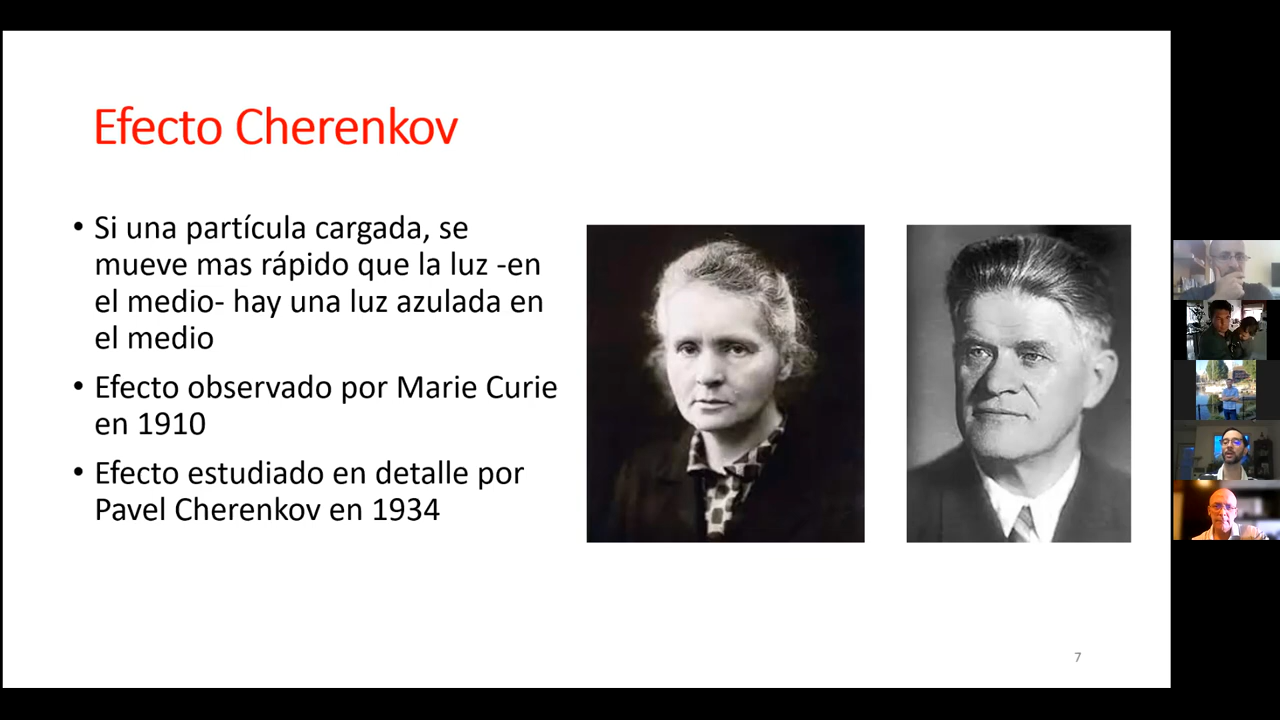 Efecto Cherenkov
• Si una partícula cargada, se
mueve mas rápido que la luz -en
el medio- hay una luz azulada en
el medio
• Efecto observado por Marie Curie
en 1910
• Efecto estudiado en detalle por
Pavel Cherenkov en 1934
7